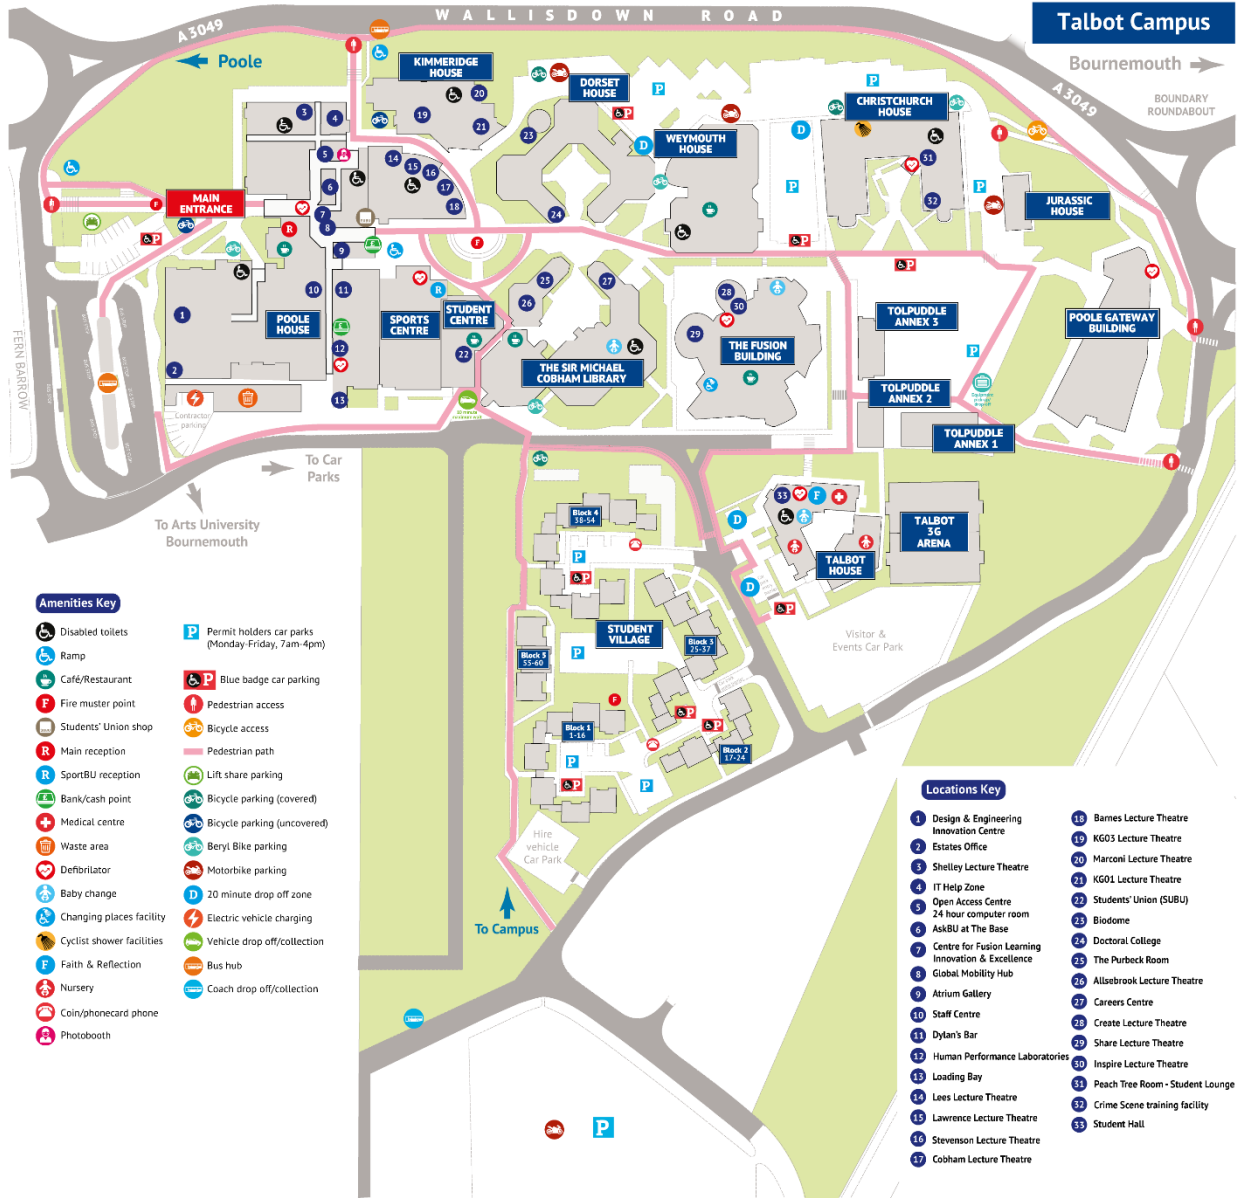 WALLISDOWN ROAD
Talbot Campus
A 3049
Poole
Bournemouth
A 3049
BOUNDARY
ROUNDABOUT
KIMMERIDGE
HOUSE
DORSET
HOUSE
CHRISTCHURCH
HOUSE
WEYMOUTH
HOUSE
JURASSIC
HOUSE
MAIN
ENTRANCE
POOLE
HOUSE
SPORTS
CENTRE
STUDENT
CENTRE
THE SIR MICHAEL
COBHAM LIBRARY
THE FUSION
BUILDING
TOLPUDDLE
ANNEX 3
POOLE GATEWAY
BUILDING
TOLPUDDLE
ANNEX 2
TOLPUDDLE
ANNEX 1
FERN BARROW
Contractor
parking
To Car
Parks
To Arts University
Bournemouth
TALBOT
HOUSE
TALBOT
3G
ARENA
Visitor &
Events Car Park
Block 4
38-54
STUDENT
VILLAGE
Block 3
25-37
Block 5
55-60
Block 1
1-16
Block 2
17-24
Hire
vehicle
Car Park
To Campus
Amenities Key
Disabled toilets
Ramp
Café/Restaurant
Fire muster point
Students' Union shop
Main reception
SportBU reception
Bank/cash point
Medical centre
Waste area
Defibrilator
Baby change
Changing places facility
Cyclist shower facilities
Faith & Reflection
Nursery
Coin/phonecard phone
Photobooth
Permit holders car parks
(Monday-Friday, 7am-4pm)
Blue badge car parking
Pedestrian access
Bicycle access
Pedestrian path
Lift share parking
Bicycle parking (covered)
Bicycle parking (uncovered)
Beryl Bike parking
Motorbike parking
20 minute drop off zone
Electric vehicle charging
Vehicle drop off/collection
Bus hub
Coach drop off/collection
Locations Key
1 Design & Engineering
Innovation Centre
2 Estates Office
3 Shelley Lecture Theatre
4 IT Help Zone
5 Open Access Centre
24 hour computer room
6 AskBU at The Base
7 Centre for Fusion Learning
Innovation & Excellence
8 Global Mobility Hub
9 Atrium Gallery
10 Staff Centre
11 Dylan's Bar
12 Human Performance Laboratories
13 Loading Bay
14 Lees Lecture Theatre
15 Lawrence Lecture Theatre
16 Stevenson Lecture Theatre
17 Cobham Lecture Theatre
18 Barnes Lecture Theatre
19 KG03 Lecture Theatre
20 Marconi Lecture Theatre
21 KG01 Lecture Theatre
22 Students' Union (SUBU)
23 Biodome
24 Doctoral College
25 The Purbeck Room
26 Allsebrook Lecture Theatre
27 Careers Centre
28 Create Lecture Theatre
29 Share Lecture Theatre
30 Inspire Lecture Theatre
31 Peach Tree Room - Student Lounge
32 Crime Scene training facility
33 Student Hall